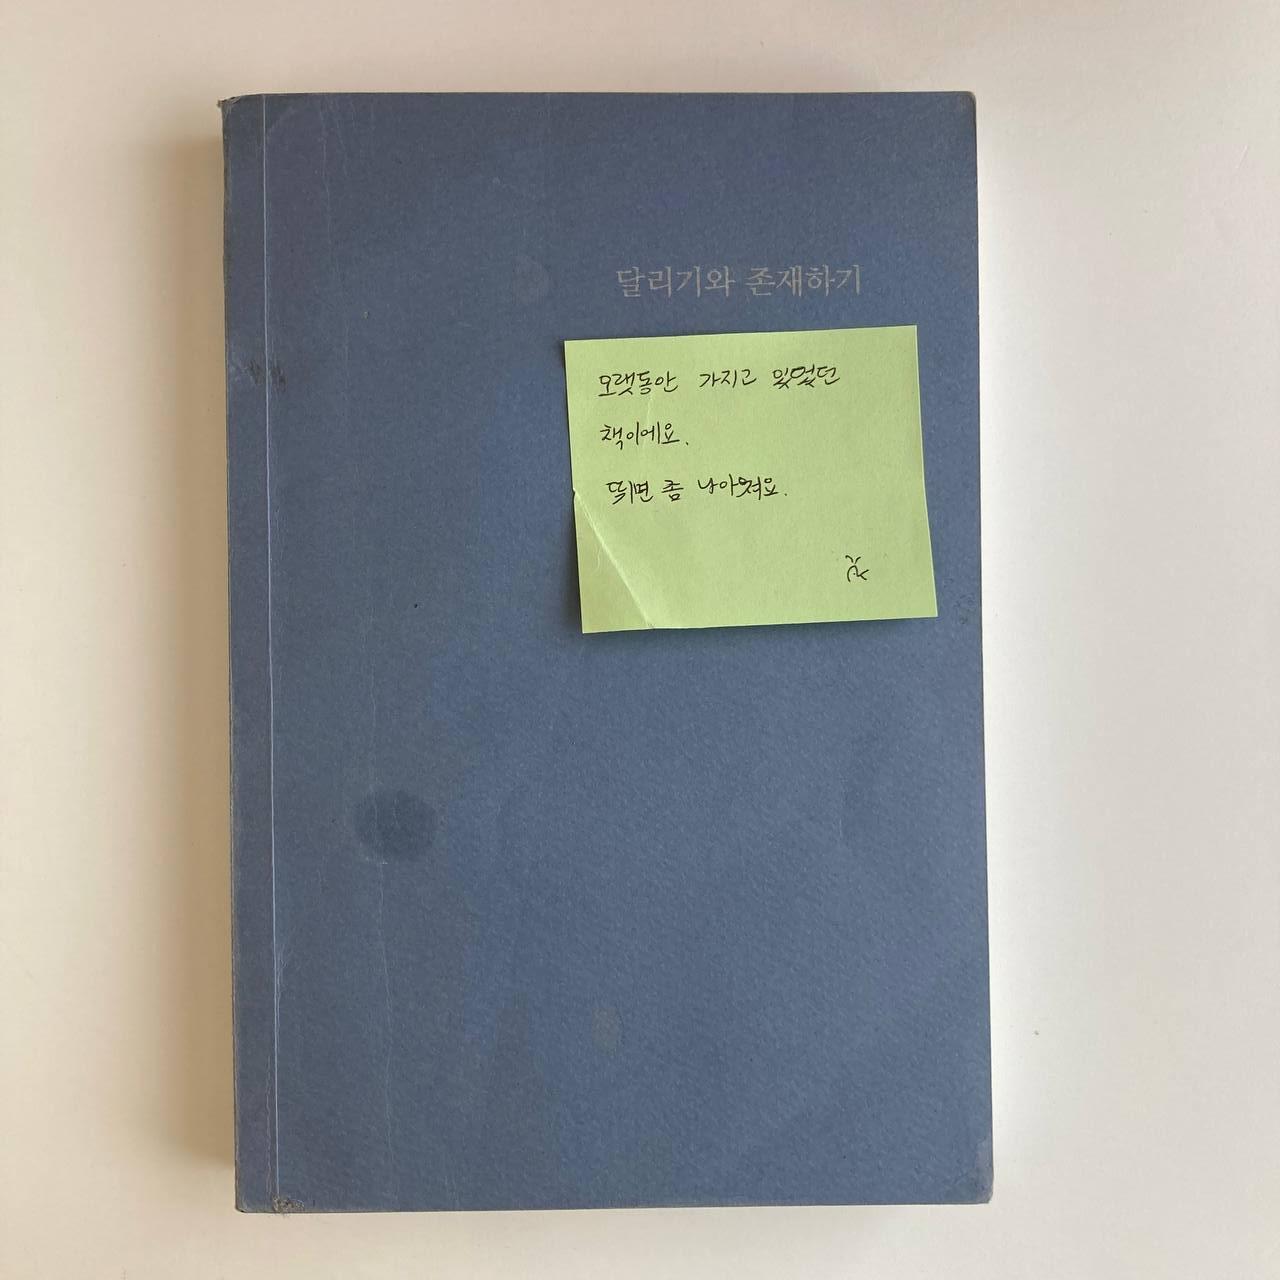 달리기와 존재하기
오랫동안 가지고 있었던
책이에요.
뛰면 좀 나아져요.